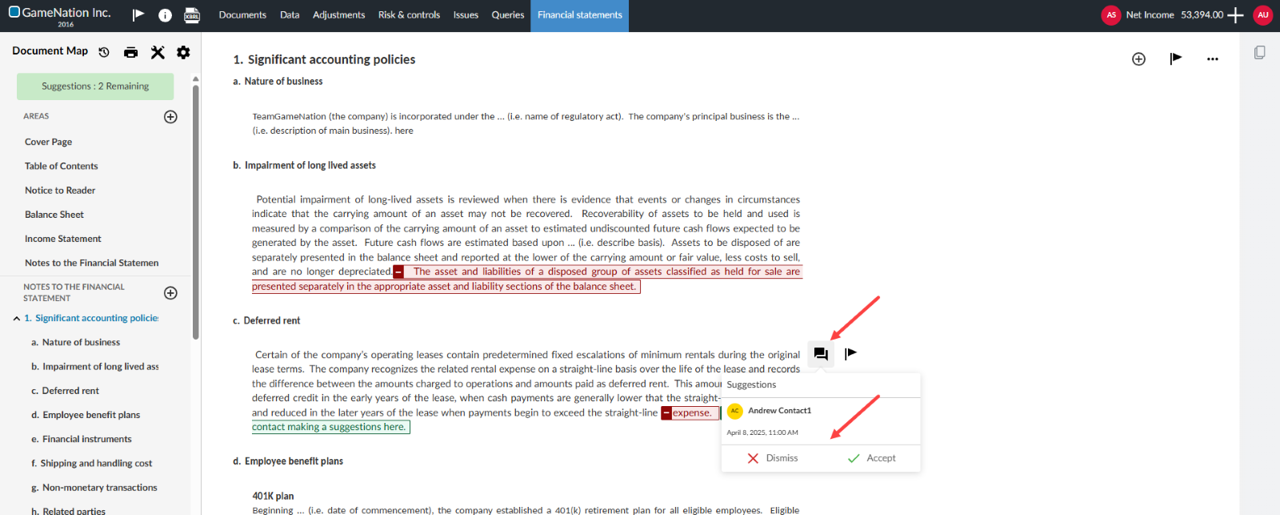 GameNation Inc.
2016
XBRL
Documents Data Adjustments Risk & controls Issues Queries Financial statements
AS Net Income 53,394.00 AU
Document Map
Suggestions : 2 Remaining
AREAS
Cover Page
Table of Contents
Notice to Reader
Balance Sheet
Income Statement
Notes to the Financial Statemen
NOTES TO THE FINANCIAL
STATEMENT
1. Significant accounting policie
a. Nature of business
b. Impairment of long lived ass
c. Deferred rent
d. Employee benefit plans
e. Financial instruments
f. Shipping and handling cost
g. Non-monetary transactions
h. Related parties
1. Significant accounting policies
a. Nature of business
TeamGameNation (the company) is incorporated under the ... (i.e. name of regulatory act). The company's principal business is the ...
(i.e. description of main business). here
b. Impairment of long lived assets
Potential impairment of long-lived assets is reviewed when there is evidence that events or changes in circumstances
indicate that the carrying amount of an asset may not be recovered. Recoverability of assets to be held and used is
measured by a comparison of the carrying amount of an asset to estimated undiscounted future cash flows expected to be
generated by the asset. Future cash flows are estimated based upon ... (i.e. describe basis). Assets to be disposed of are
separately presented in the balance sheet and reported at the lower of the carrying amount or fair value, less costs to sell,
and are no longer depreciated. The asset and liabilities of a disposed group of assets classified as held for sale are
presented separately in the appropriate asset and liability sections of the balance sheet.
c. Deferred rent
Certain of the company's operating leases contain predetermined fixed escalations of minimum rentals during the original
lease terms. The company recognizes the related rental expense on a straight-line basis over the life of the lease and records
the difference between the amounts charged to operations and amounts paid as deferred rent. This amou
deferred credit in the early years of the lease, when cash payments are generally lower that the straight-
and reduced in the later years of the lease when payments begin to exceed the straight-line expense.
contact making a suggestions here.
Suggestions
AC Andrew Contact1
April 8, 2025, 11:00 AM
Dismiss Accept
d. Employee benefit plans
401K plan
Beginning ... (i.e. date of commencement), the company established a 401(k) retirement plan for all eligible employees. Eligible